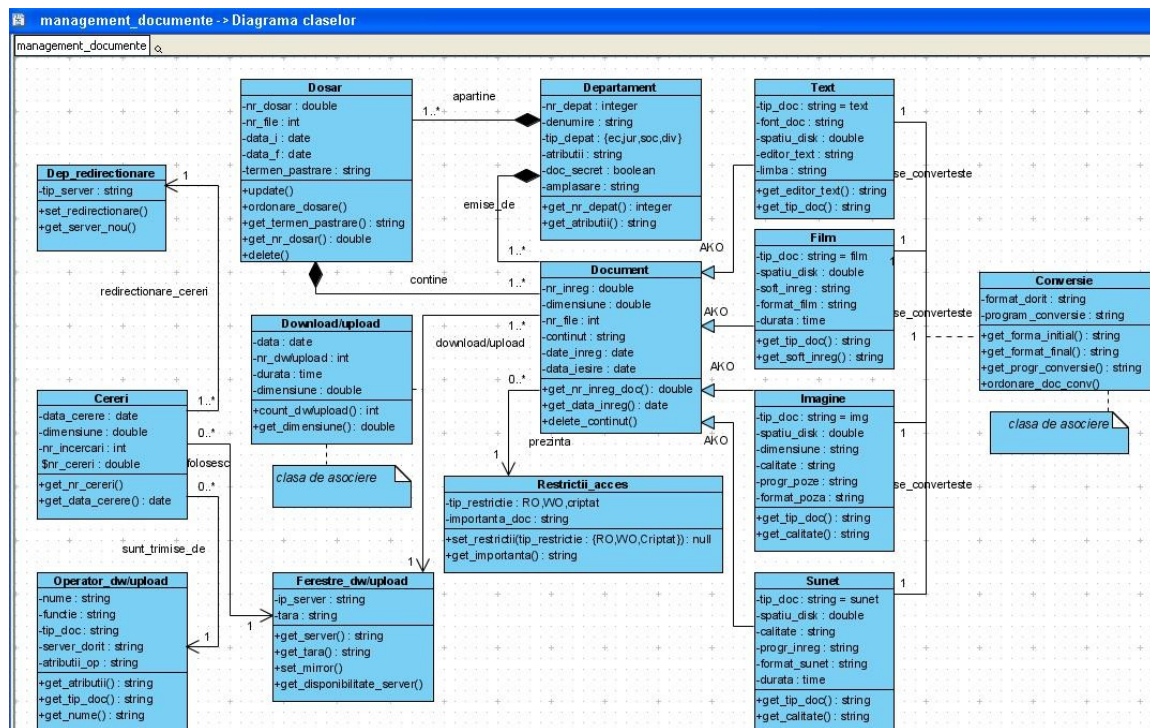 management_documente -> Diagrama claselor
management_documente
Dosar
-nr_dosar : double
-nr_file : int
-data_i : date
-data_f : date
-termen_pastrare : string
+update()
+ordonare_dosare()
+get_termen_pastrare() : string
+get_nr_dosar() : double
+delete()
apartine
1..*
Departament
-nr_depat : integer
-denumire : string
-tip_depat : {ec,jur,soc,div}
-atributii : string
-doc_secret : boolean
-amplasare : string
+get_nr_depat() : integer
+get_atributii() : string
emise_de
1..*
Text
-tip_doc : string = text
-font_doc : string
-spatiu_disk : double
-editor_text : string
-limba : string
+get_editor_text() : string
+get_tip_doc() : string
1
se_converteste
Dep_redirectionare
-tip_server : string
+set_redirectionare()
+get_server_nou()
1
redirectionare_cereri
1..*
contine
1..*
Document
-nr_inreg : double
-dimensiune : double
-nr_file : int
-continut : string
-date_inreg : date
-data_iesire : date
+get_nr_inreg_doc() : double
+get_data_inreg() : date
+delete_continut()
AKO
AKO
AKO
AKO
Film
-tip_doc : string = film
-spatiu_disk : double
-soft_inreg : string
-format_film : string
-durata : time
+get_tip_doc() : string
+get_soft_inreg() : string
1
1
se_converteste
1
Conversie
-format_dorit : string
-program_conversie : string
+get_forma_initial() : string
+get_format_final() : string
+get_progr_conversie() : string
+ordonare_doc_conv()
clasa de asociere
Download/upload
-data : date
-nr_dw/upload : int
-durata : time
-dimensiune : double
+count_dw/upload() : int
+get_dimensiune() : double
clasa de asociere
1..*
download/upload
0..*
prezinta
1
1
Cereri
-data_cerere : date
-dimensiune : double
-nr_incercari : int
$nr_cereri : double
+get_nr_cereri()
+get_data_cerere() : date
0..*
folosesc
0..*
sunt_trimise_de
1
1
Imagine
-tip_doc : string = img
-spatiu_disk : double
-dimensiune : string
-calitate : string
-progr_poze : string
-format_poza : string
+get_tip_doc() : string
+get_calitate() : string
1
se_converteste
Restrictii_acces
-tip_restrictie : RO,WO,criptat
-importanta_doc : string
+set_restrictii(tip_restrictie : {RO,WO,Criptat}) : null
+get_importanta() : string
Operator_dw/upload
-nume : string
-functie : string
-tip_doc : string
-server_dorit : string
-atributii_op : string
+get_atributii() : string
+get_tip_doc() : string
+get_nume() : string
Ferestre_dw/upload
-ip_server : string
-tara : string
+get_server() : string
+get_tara() : string
+set_mirror()
+get_disponibilitate_server()
Sunet
-tip_doc : string = sunet
-spatiu_disk : double
-calitate : string
-progr_inreg : string
-format_sunet : string
-durata : time
+get_tip_doc() : string
+get_calitate() : string
1